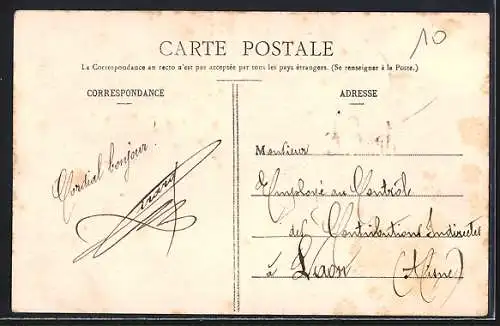 10
CARTE POSTALE
La Correspondance au recto n'est pas acceptée par tous les pays étrangers. (Se renseigner à la Poste.)
CORRESPONDANCE
Cordial bonjour!
ADRESSE
Monsieur
Employé au Contrôle
des Contributions Indirectes
à Laon (Aisne)